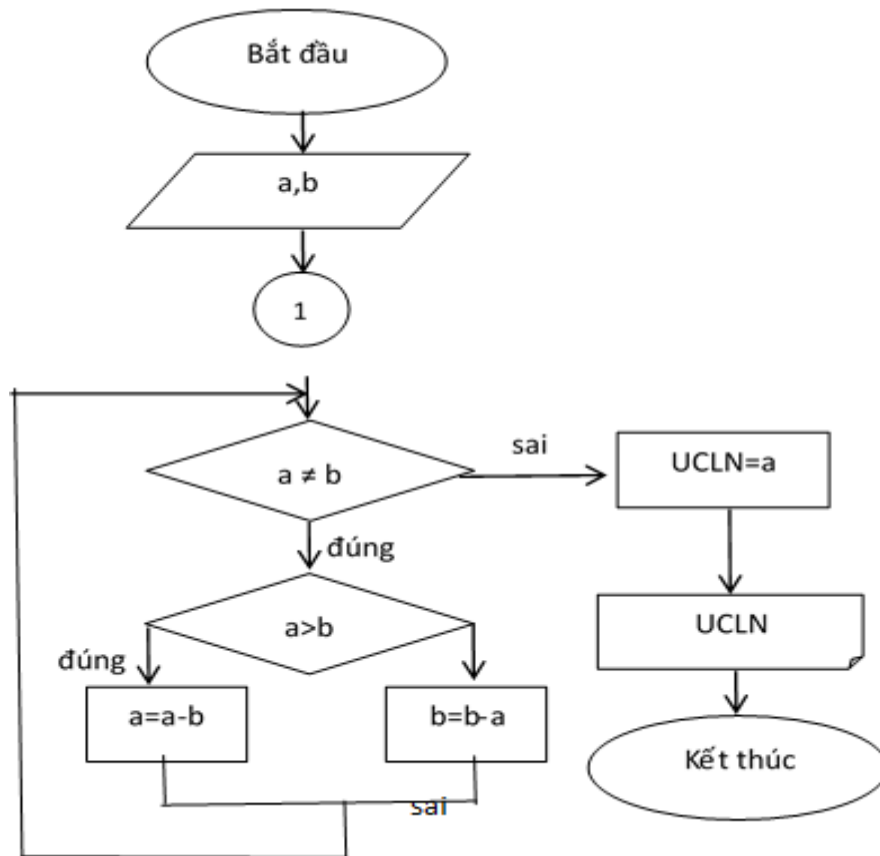 Bắt đầu
a,b
1
a ≠ b
sai
UCLN=a
đúng
a>b
UCLN
đúng
a=a-b
b=b-a
Kết thúc
sai